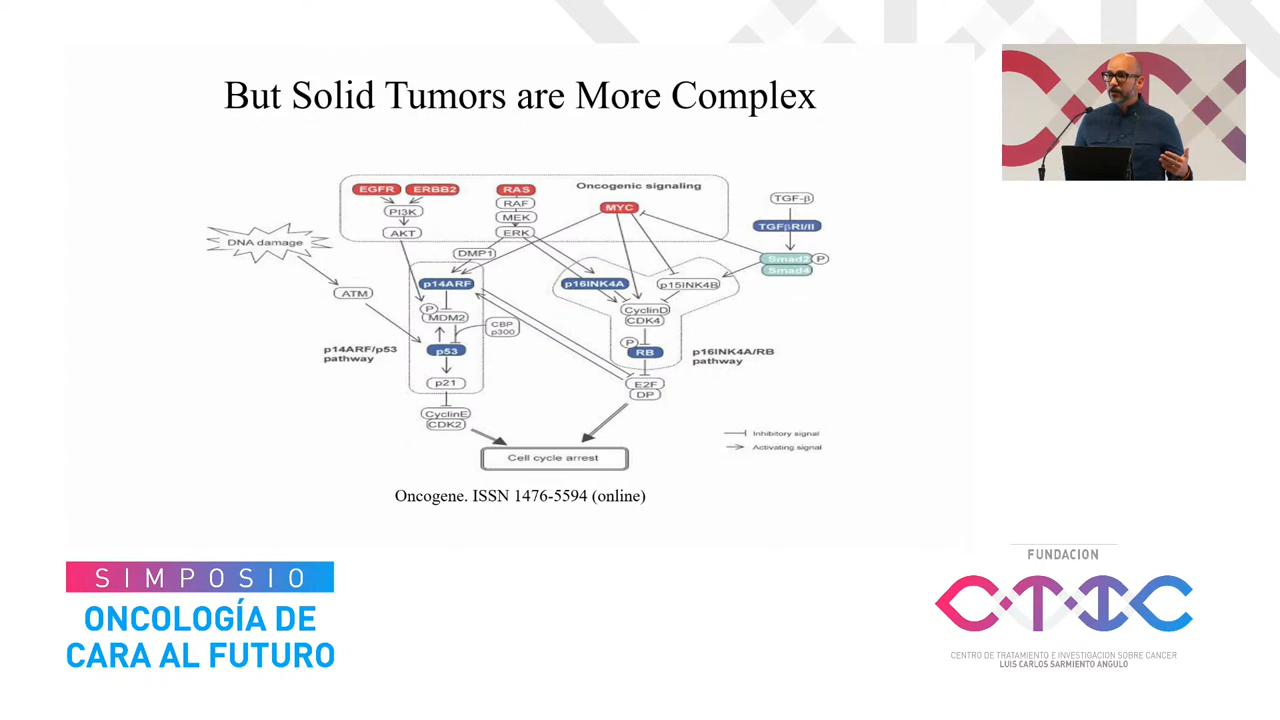 But Solid Tumors are More Complex
EGFR ERBB2 RAS Oncogenic signaling
PI3K RAF MYC TGF-β
MEK
AKT ERK TGFβRI/II
DNA damage
DMP1
Smad2 P
Smad4
p14ARF p16INK4A p15INK4B
ATM
P CyclinD
MDM2 CDK4
CBP
p300
P
p14ARF/p53 p53 RB p16INK4A/RB
pathway pathway
p21 E2F
DP
CyclinE
CDK2
Inhibitory signal
Activating signal
Cell cycle arrest
Oncogene. ISSN 1476-5594 (online)
SIMPOSIO
ONCOLOGÍA DE
CARA AL FUTURO
FUNDACION
CTIC
CENTRO DE TRATAMIENTO E INVESTIGACION SOBRE CANCER
LUIS CARLOS SARMIENTO ANGULO